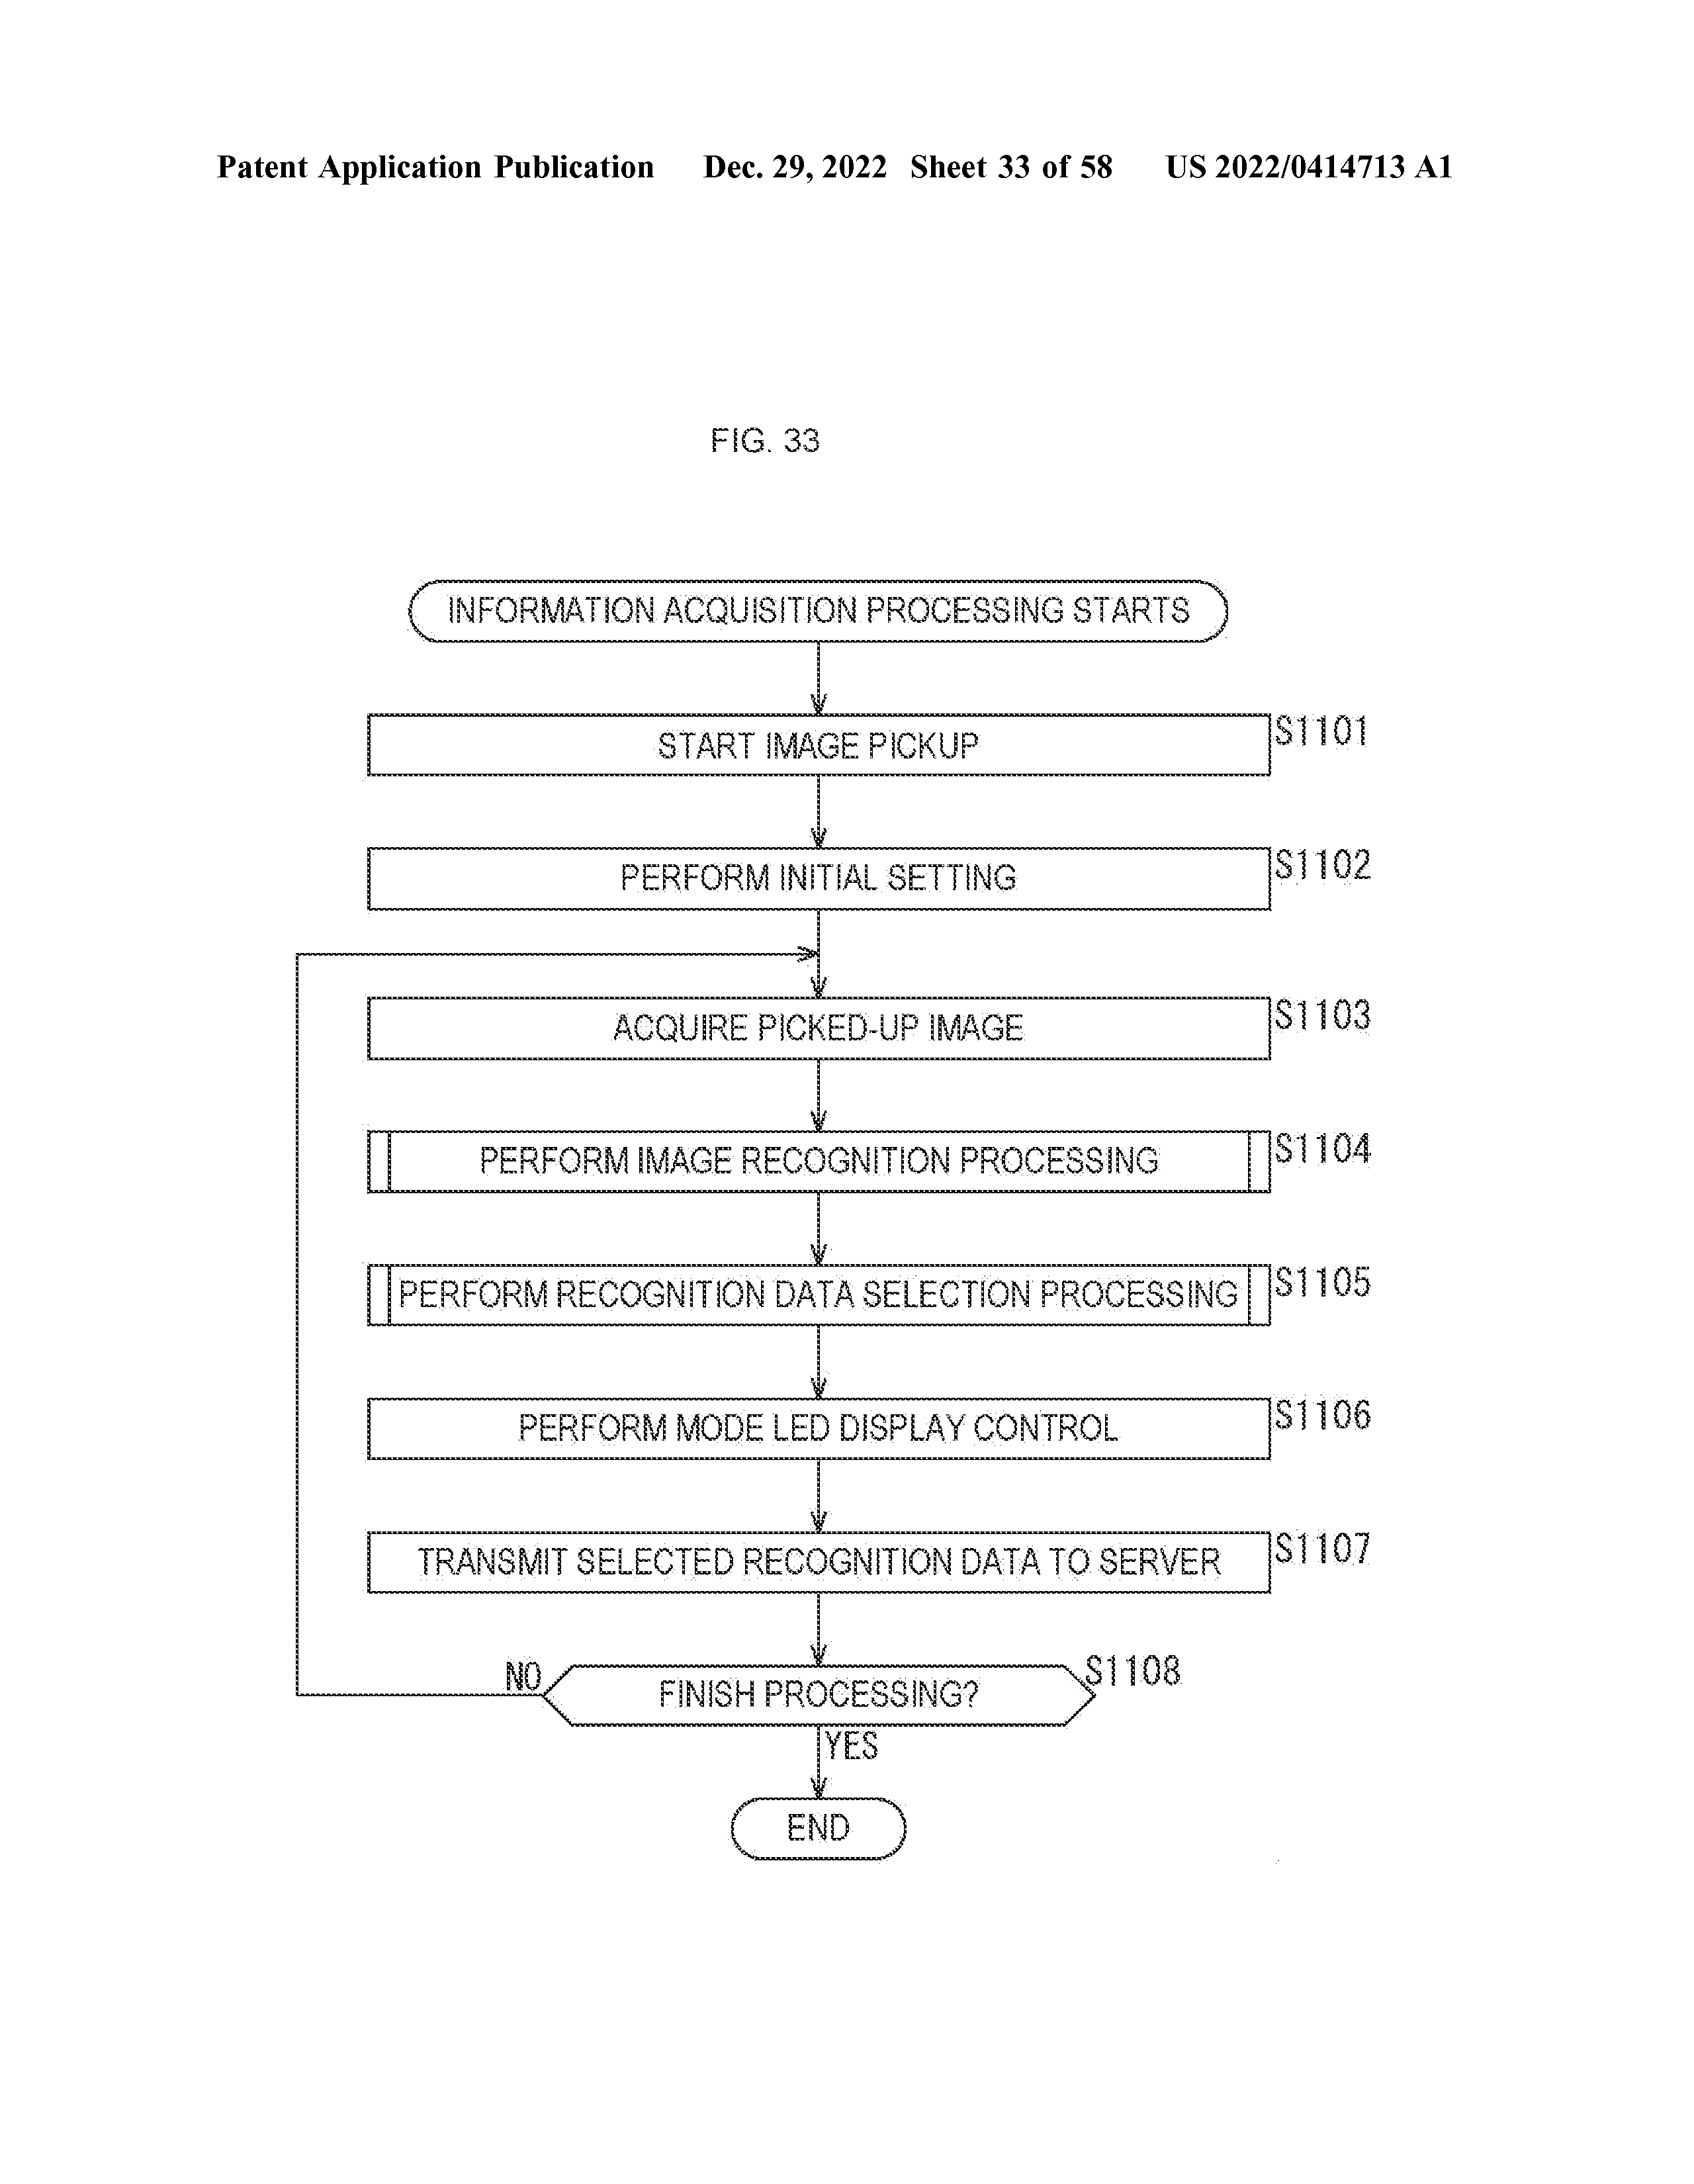 Patent Application Publication Dec. 29, 2022 Sheet 33 of 58 US 2022/0414713 A1
FIG. 33
INFORMATION ACQUISITION PROCESSING STARTS
START IMAGE PICKUP S1101
PERFORM INITIAL SETTING S1102
ACQUIRE PICKED-UP IMAGE S1103
PERFORM IMAGE RECOGNITION PROCESSING S1104
PERFORM RECOGNITION DATA SELECTION PROCESSING S1105
PERFORM MODE LED DISPLAY CONTROL S1106
TRANSMIT SELECTED RECOGNITION DATA TO SERVER S1107
NO FINISH PROCESSING? S1108
YES
END